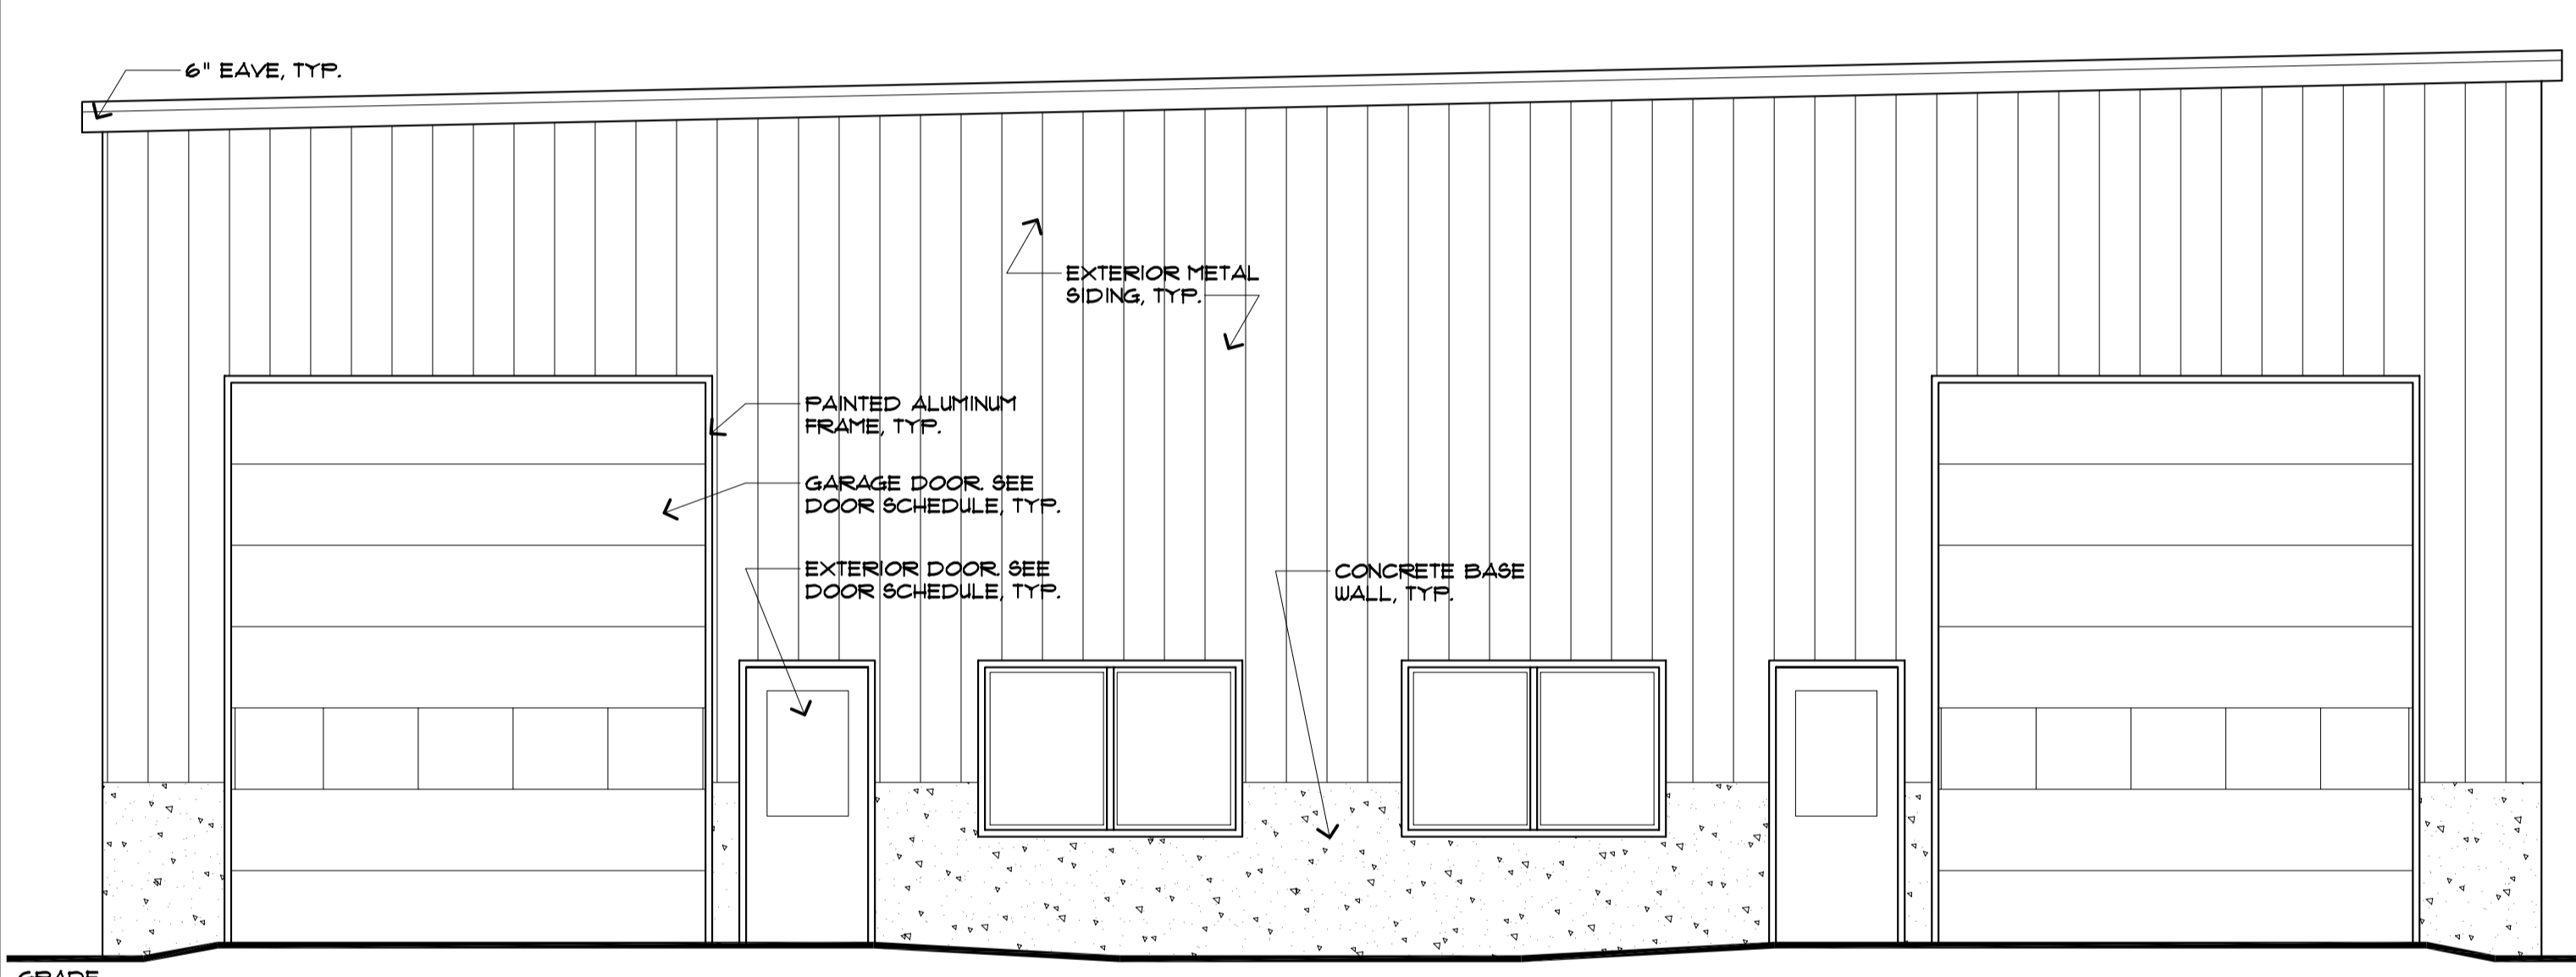 6" EAVE, TYP.
EXTERIOR METAL
SIDING, TYP.
PAINTED ALUMINUM
FRAME, TYP.
GARAGE DOOR. SEE
DOOR SCHEDULE, TYP.
EXTERIOR DOOR. SEE
DOOR SCHEDULE, TYP.
CONCRETE BASE
WALL, TYP.
GRADE